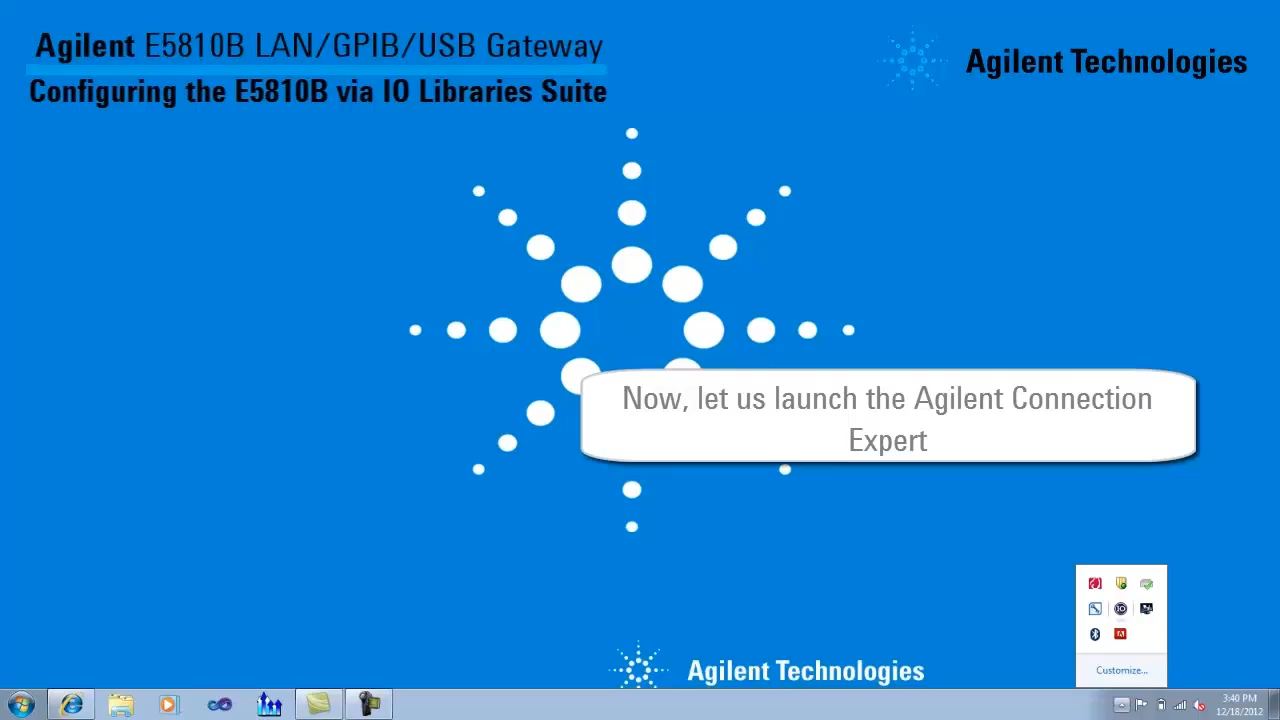 Agilent E5810B LAN/GPIB/USB Gateway
Configuring the E5810B via IO Libraries Suite
Agilent Technologies
Now, let us launch the Agilent Connection
Expert
IO
Customize...
Agilent Technologies
3:40 PM
12/18/2012